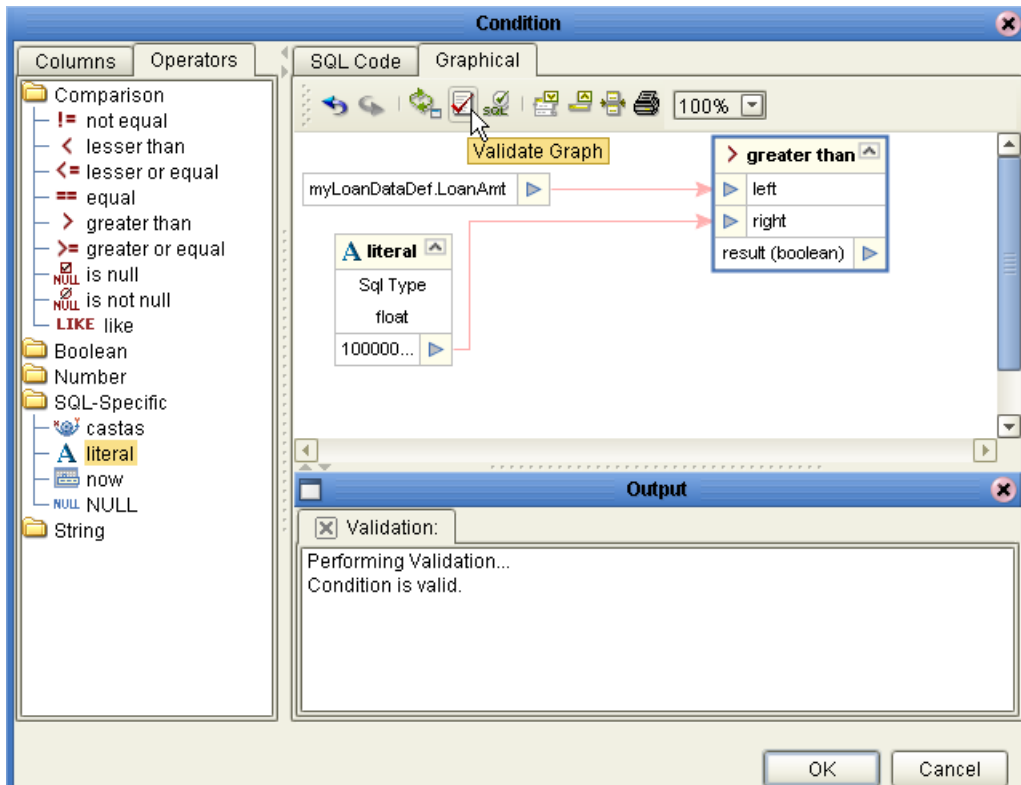 Condition
Columns
Operators
Comparison
!= not equal
< lesser than
<= lesser or equal
== equal
> greater than
>= greater or equal
NULL is null
NULL is not null
LIKE like
Boolean
Number
SQL-Specific
castas
A literal
now
NULL NULL
String
SQL Code
Graphical
SQL
100%
Validate Graph
myLoanDataDef.LoanAmt
> greater than
left
right
result (boolean)
A literal
Sql Type
float
100000...
Output
Validation:
Performing Validation...
Condition is valid.
OK
Cancel